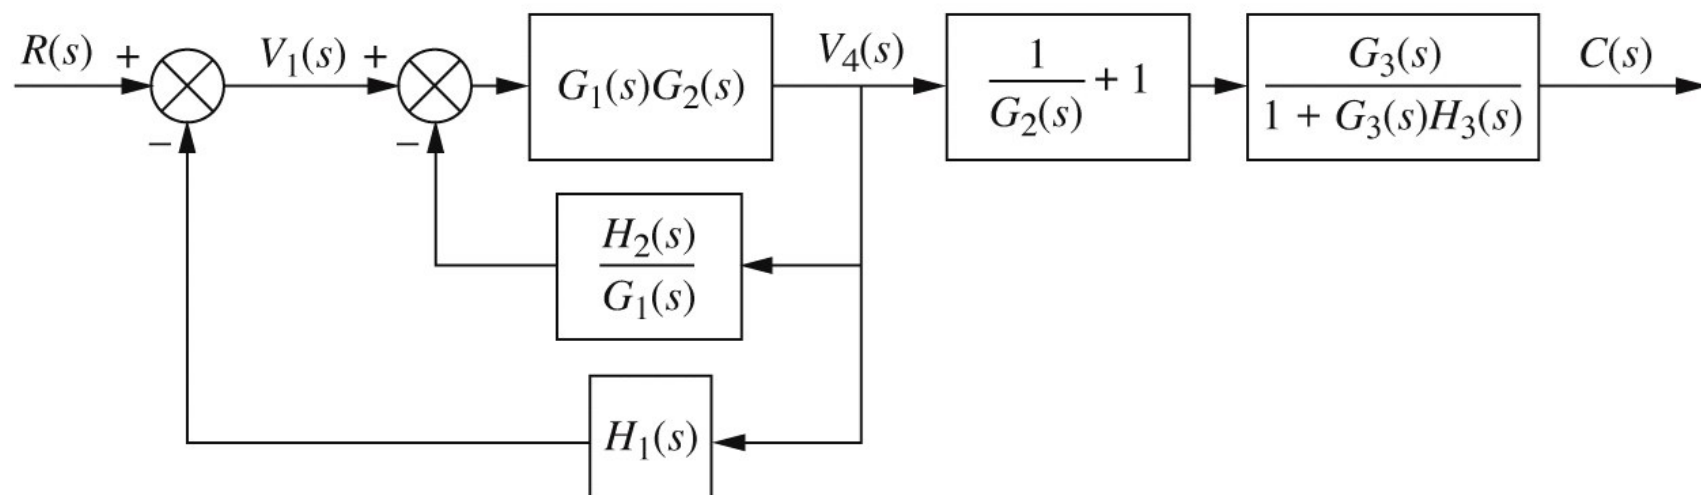 R(s) + V₁(s) + G₁(s)G₂(s) V₄(s) 1/G₂(s) + 1 G₃(s)/1 + G₃(s)H₃(s) C(s)
− −
H₂(s)/G₁(s)
H₁(s)